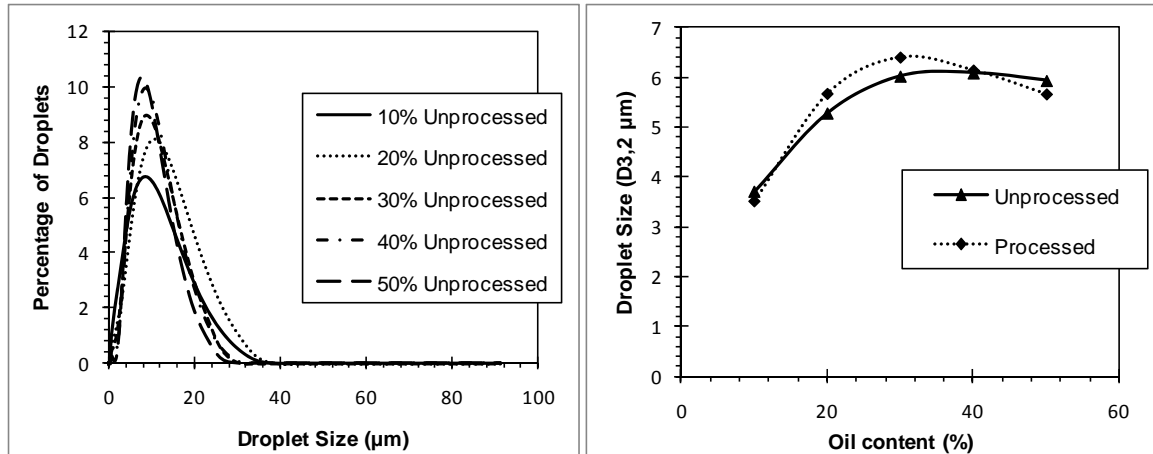 Percentage of Droplets
12
10
8
6
4
2
0
0
20
40
60
80
100
Droplet Size (µm)
10% Unprocessed
20% Unprocessed
30% Unprocessed
40% Unprocessed
50% Unprocessed
Droplet Size (D3,2 µm)
7
6
5
4
3
2
1
0
0
20
40
60
Oil content (%)
Unprocessed
Processed